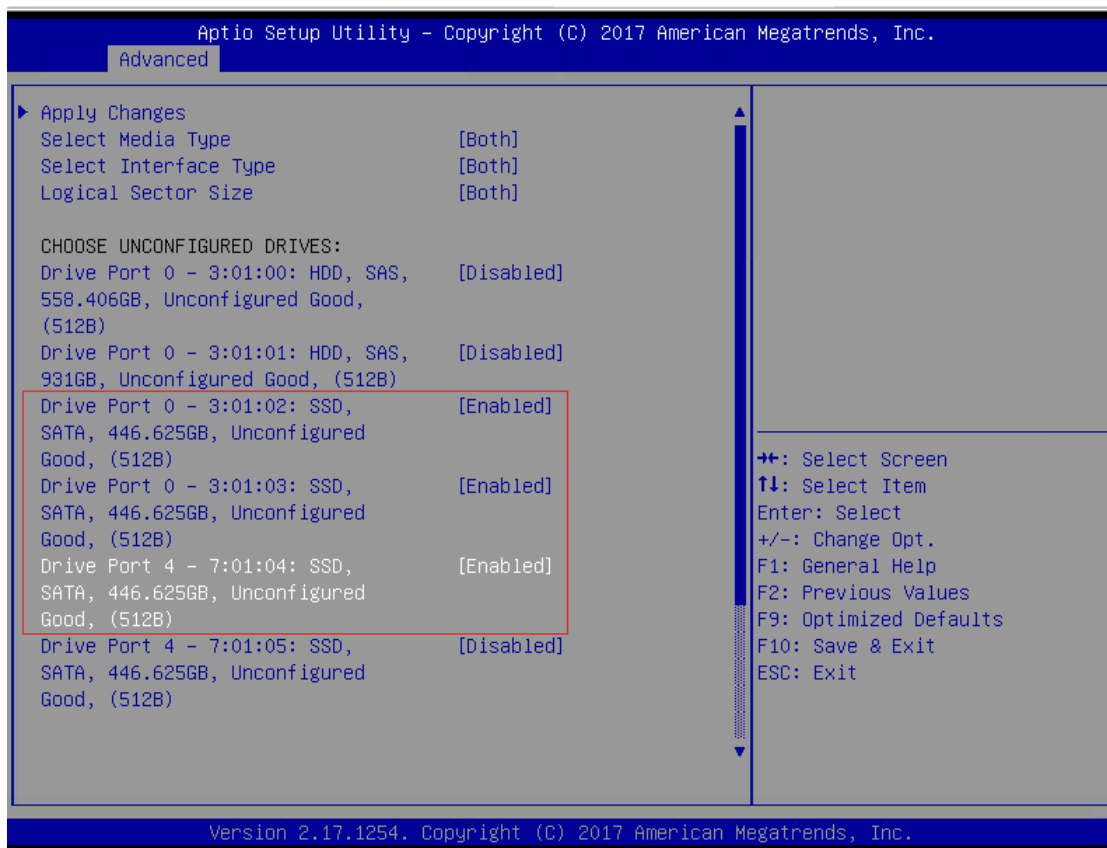 Aptio Setup Utility – Copyright (C) 2017 American Megatrends, Inc.
Advanced
Apply Changes
Select Media Type [Both]
Select Interface Type [Both]
Logical Sector Size [Both]
CHOOSE UNCONFIGURED DRIVES:
Drive Port 0 – 3:01:00: HDD, SAS, [Disabled]
558.406GB, Unconfigured Good,
(512B)
Drive Port 0 – 3:01:01: HDD, SAS, [Disabled]
931GB, Unconfigured Good, (512B)
Drive Port 0 – 3:01:02: SSD, [Enabled]
SATA, 446.625GB, Unconfigured
Good, (512B)
Drive Port 0 – 3:01:03: SSD, [Enabled]
SATA, 446.625GB, Unconfigured
Good, (512B)
Drive Port 4 – 7:01:04: SSD, [Enabled]
SATA, 446.625GB, Unconfigured
Good, (512B)
Drive Port 4 – 7:01:05: SSD, [Disabled]
SATA, 446.625GB, Unconfigured
Good, (512B)
→←: Select Screen
↑↓: Select Item
Enter: Select
+/-: Change Opt.
F1: General Help
F2: Previous Values
F9: Optimized Defaults
F10: Save & Exit
ESC: Exit
Version 2.17.1254. Copyright (C) 2017 American Megatrends, Inc.